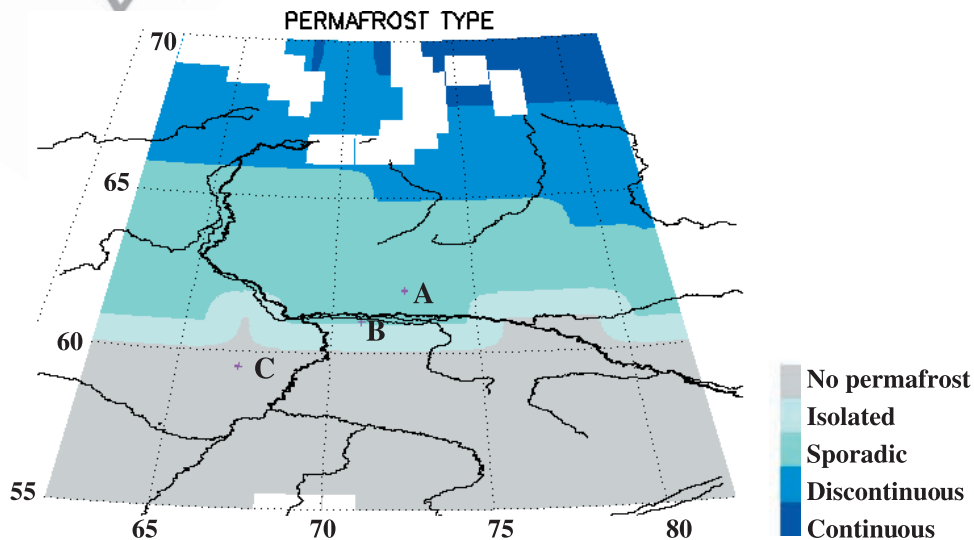 PERMAFROST TYPE
70
65
A
B
60
C
No permafrost
Isolated
Sporadic
Discontinuous
Continuous
55
65
70
75
80